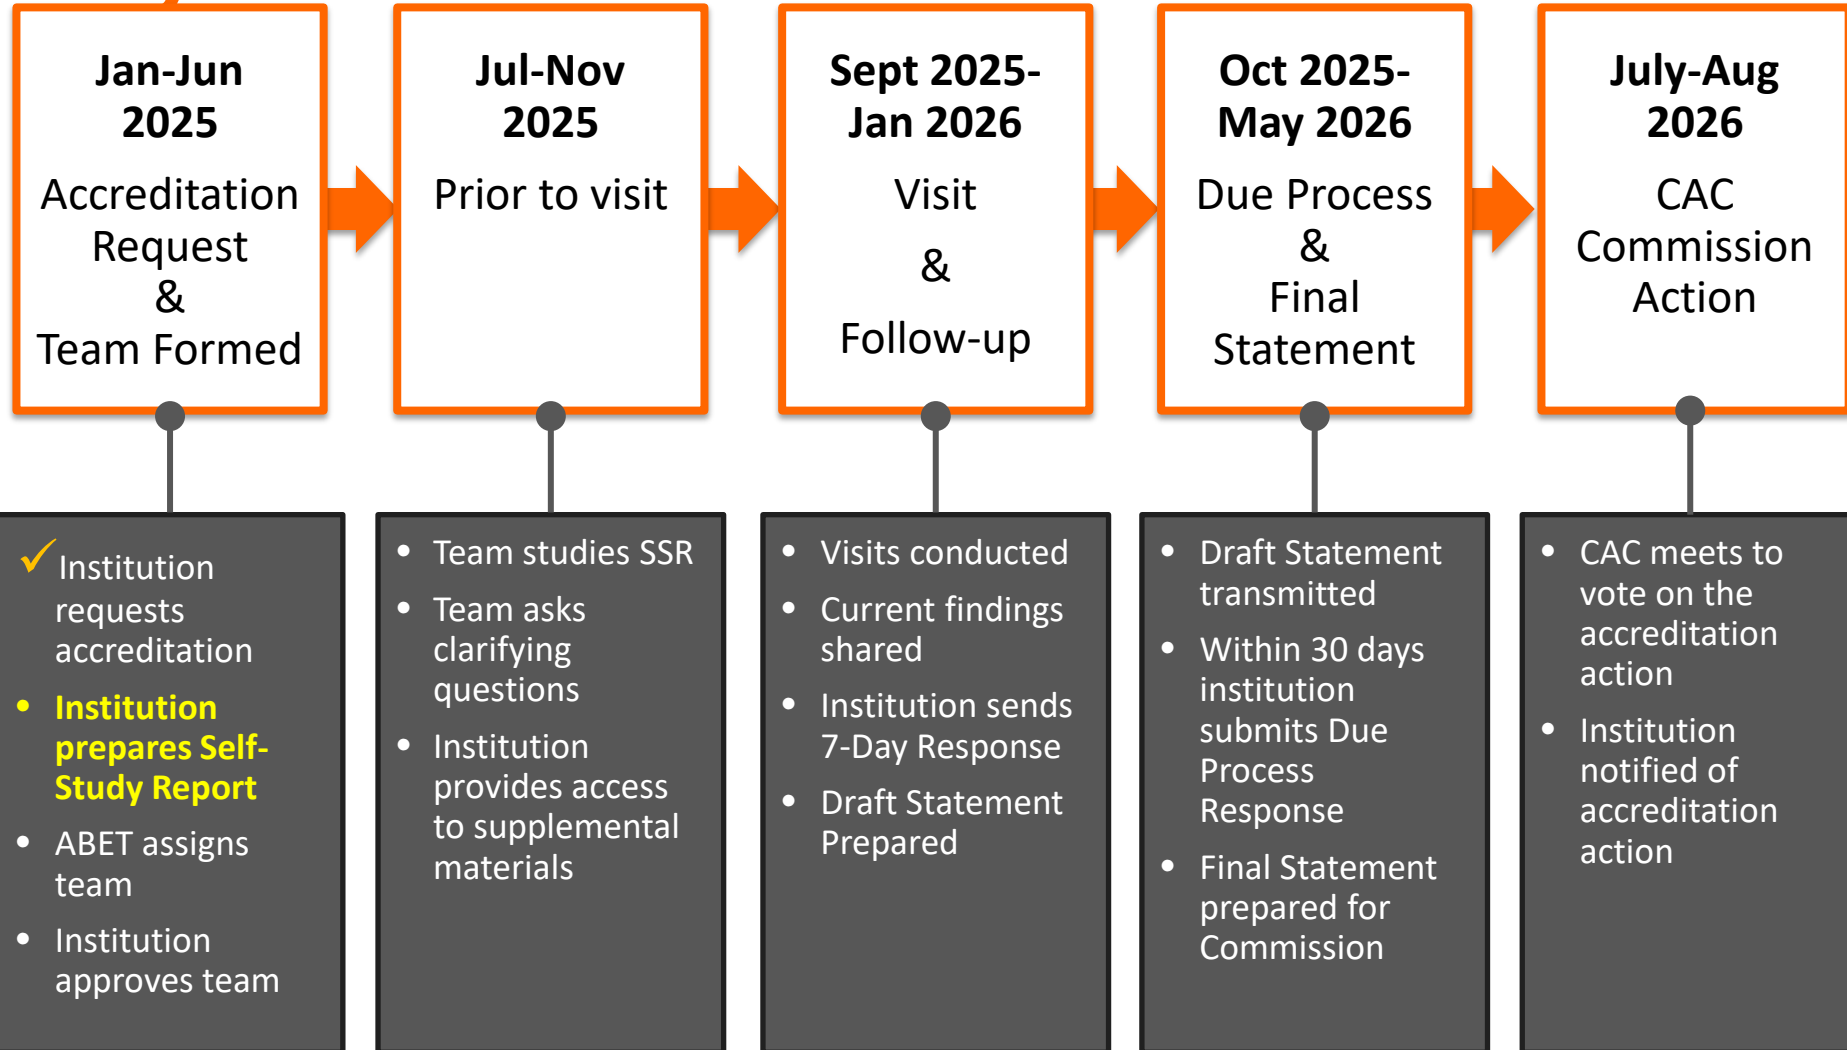 Jan-Jun
2025
Accreditation
Request
&
Team Formed
Jul-Nov
2025
Prior to visit
Sept 2025-
Jan 2026
Visit
&
Follow-up
Oct 2025-
May 2026
Due Process
&
Final
Statement
July-Aug
2026
CAC
Commission
Action
✓Institution
requests
accreditation
• Institution
prepares Self-
Study Report
• ABET assigns
team
• Institution
approves team
• Team studies SSR
• Team asks
clarifying
questions
• Institution
provides access
to supplemental
materials
• Visits conducted
• Current findings
shared
• Institution sends
7-Day Response
• Draft Statement
Prepared
• Draft Statement
transmitted
• Within 30 days
institution
submits Due
Process
Response
• Final Statement
prepared for
Commission
• CAC meets to
vote on the
accreditation
action
• Institution
notified of
accreditation
action